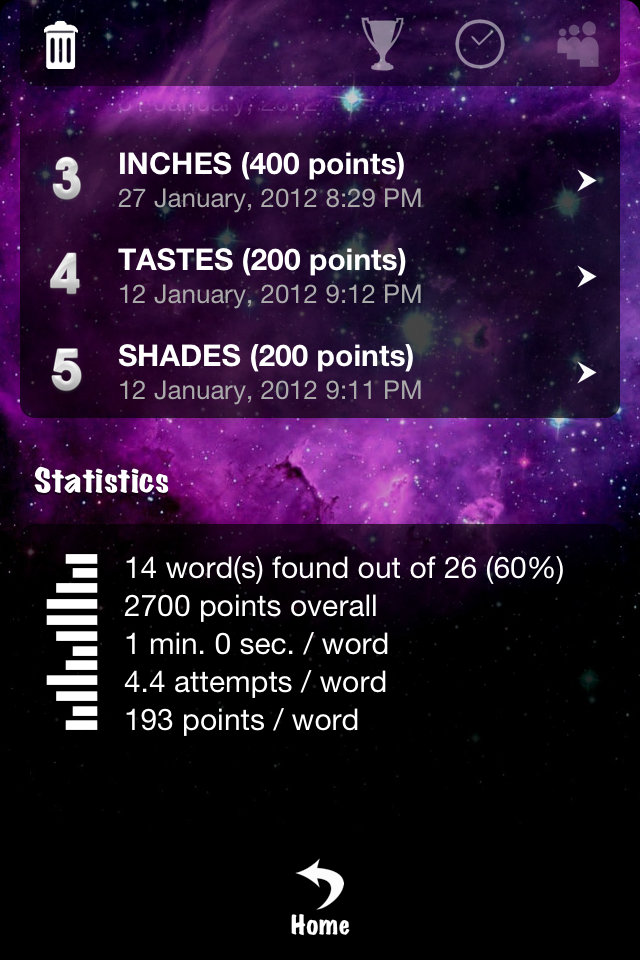 January, 2012
3
INCHES (400 points)
27 January, 2012 8:29 PM
4
TASTES (200 points)
12 January, 2012 9:12 PM
5
SHADES (200 points)
12 January, 2012 9:11 PM
Statistics
14 word(s) found out of 26 (60%)
2700 points overall
1 min. 0 sec. / word
4.4 attempts / word
193 points / word
Home